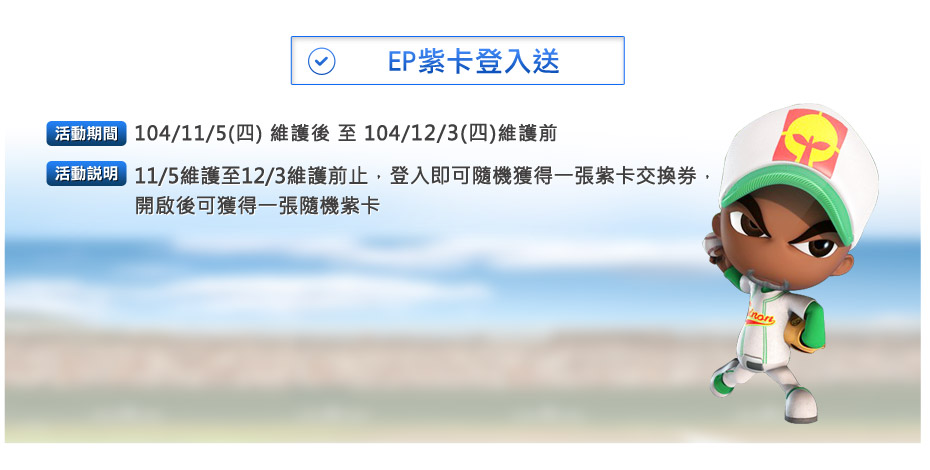 EP紫卡登入送
活動期間 104/11/5(四) 維護後 至 104/12/3(四)維護前
活動説明 11/5維護至12/3維護前止，登入即可隨機獲得一張紫卡交換券，
開啟後可獲得一張隨機紫卡